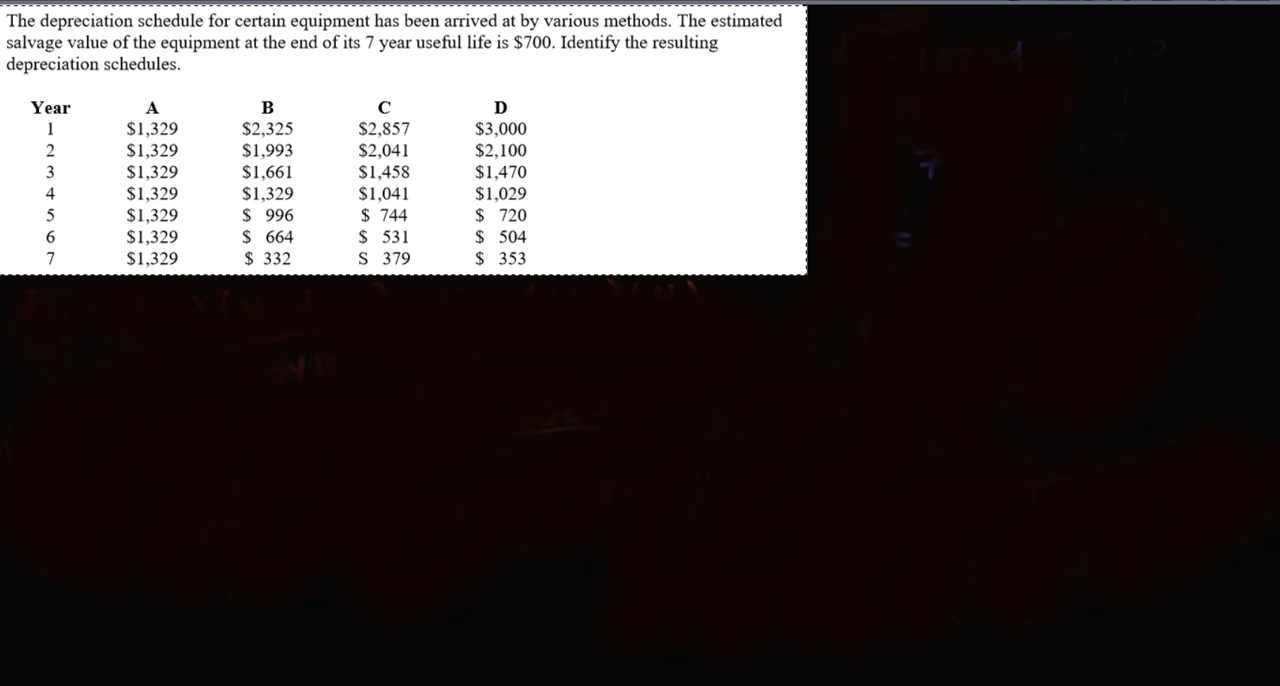 The depreciation schedule for certain equipment has been arrived at by various methods. The estimated
salvage value of the equipment at the end of its 7 year useful life is $700. Identify the resulting
depreciation schedules.
Year A B C D
1 $1,329 $2,325 $2,857 $3,000
2 $1,329 $1,993 $2,041 $2,100
3 $1,329 $1,661 $1,458 $1,470
4 $1,329 $1,329 $1,041 $1,029
5 $1,329 $ 996 $ 744 $ 720
6 $1,329 $ 664 $ 531 $ 504
7 $1,329 $ 332 $ 379 $ 353